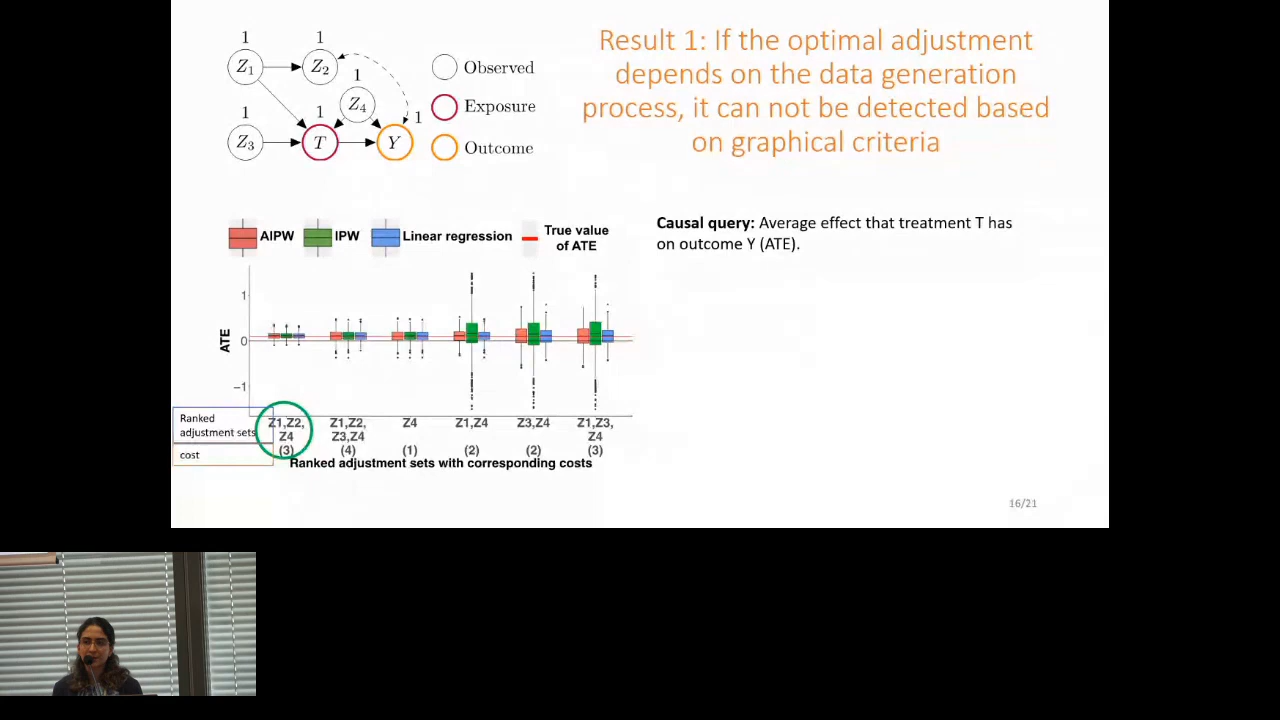 1
1
Z1
Z2
1
Z4
1
1
1
Z3
T
Y
Observed
Exposure
Outcome
Result 1: If the optimal adjustment
depends on the data generation
process, it can not be detected based
on graphical criteria
AIPW
IPW
Linear regression
True value
of ATE
Causal query: Average effect that treatment T has
on outcome Y (ATE).
ATE
1
0
−1
Ranked
adjustment sets
cost
Z1,Z2,
Z4
(3)
Z1,Z2,
Z3,Z4
(4)
Z4
(1)
Z1,Z4
(2)
Z3,Z4
(2)
Z1,Z3,
Z4
(3)
Ranked adjustment sets with corresponding costs
16/21